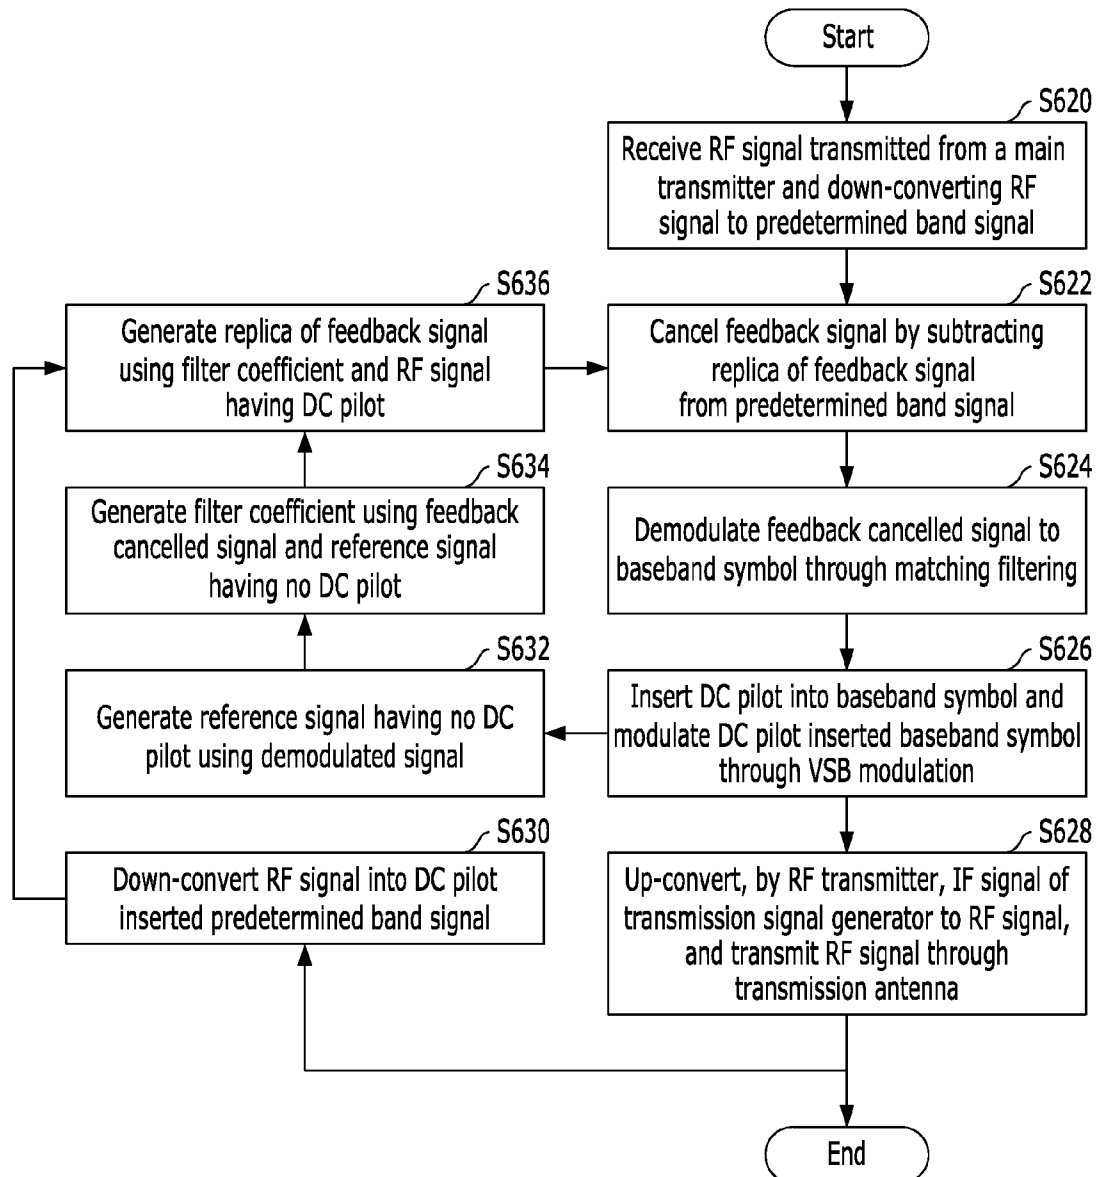 Start
S620
Receive RF signal transmitted from a main
transmitter and down-converting RF
signal to predetermined band signal
S636
Generate replica of feedback signal
using filter coefficient and RF signal
having DC pilot
S622
Cancel feedback signal by subtracting
replica of feedback signal
from predetermined band signal
S634
Generate filter coefficient using feedback
cancelled signal and reference signal
having no DC pilot
S624
Demodulate feedback cancelled signal to
baseband symbol through matching filtering
S632
Generate reference signal having no DC
pilot using demodulated signal
S626
Insert DC pilot into baseband symbol and
modulate DC pilot inserted baseband symbol
through VSB modulation
S630
Down-convert RF signal into DC pilot
inserted predetermined band signal
S628
Up-convert, by RF transmitter, IF signal of
transmission signal generator to RF signal,
and transmit RF signal through
transmission antenna
End